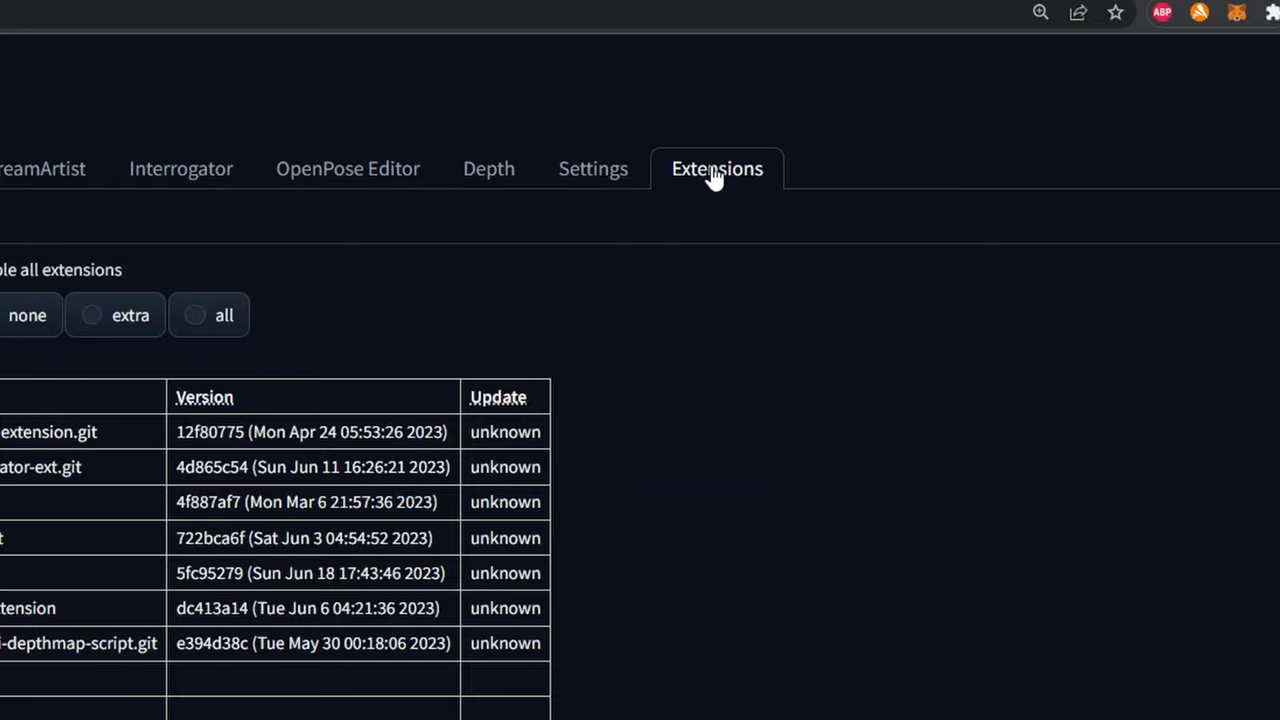 ABP
reamArtist Interrogator OpenPose Editor Depth Settings Extensions
ble all extensions
none extra all
Version Update
extension.git 12f80775 (Mon Apr 24 05:53:26 2023) unknown
ator-ext.git 4d865c54 (Sun Jun 11 16:26:21 2023) unknown
4f887af7 (Mon Mar 6 21:57:36 2023) unknown
t 722bca6f (Sat Jun 3 04:54:52 2023) unknown
5fc95279 (Sun Jun 18 17:43:46 2023) unknown
tension dc413a14 (Tue Jun 6 04:21:36 2023) unknown
i-depthmap-script.git e394d38c (Tue May 30 00:18:06 2023) unknown